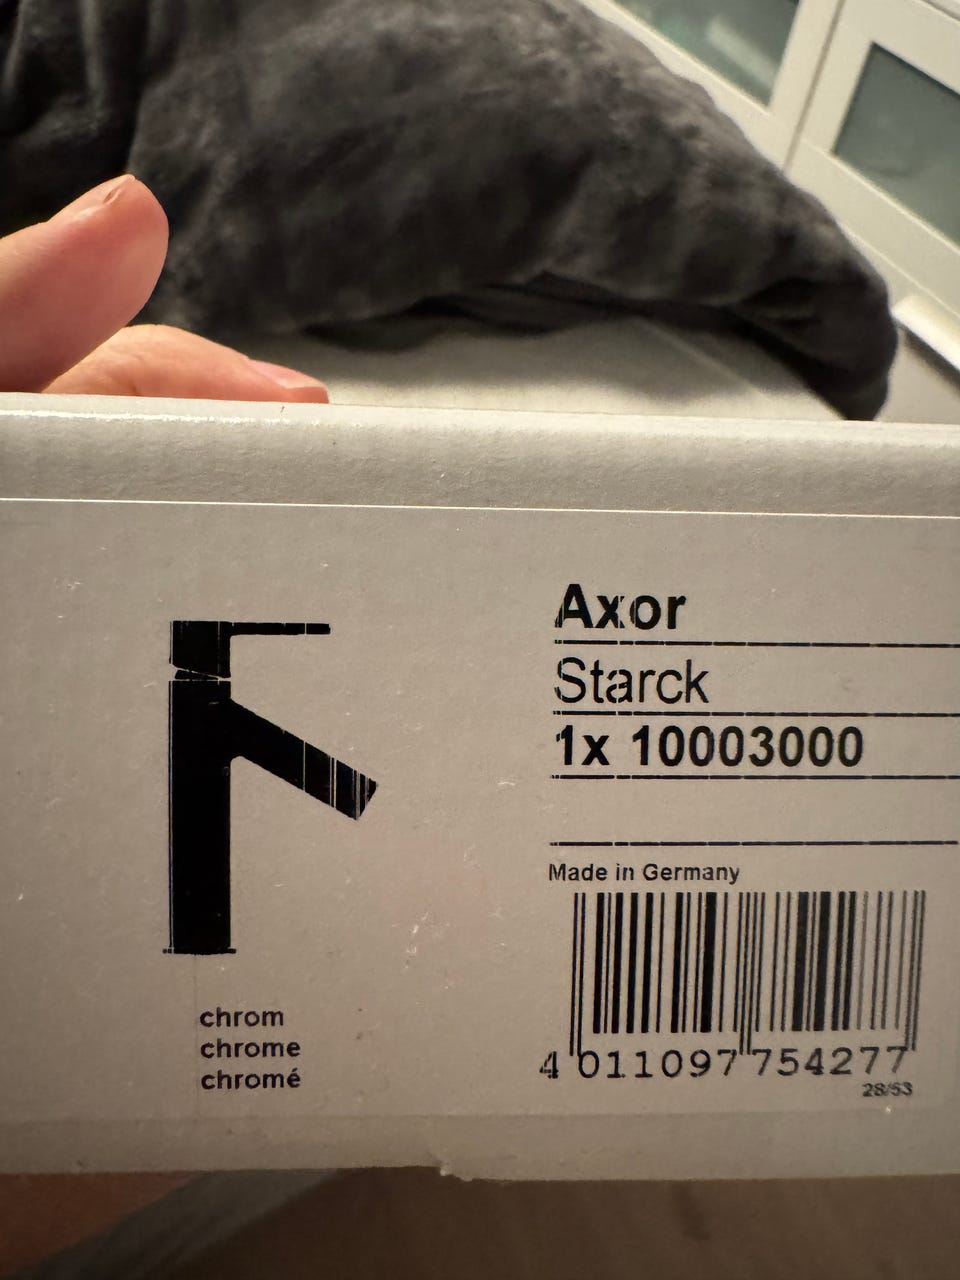 Axor
Starck
1x 10003000
Made in Germany
4 011097 754277
28/53
chrom
chrome
chromé